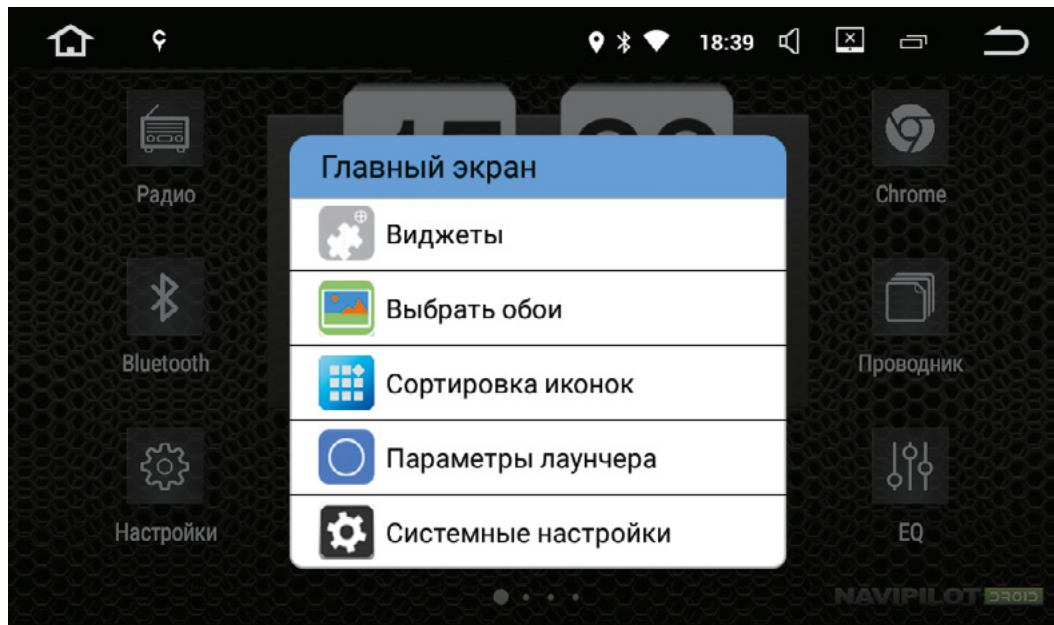 18:39
Главный экран
Виджеты
Выбрать обои
Сортировка иконок
Параметры лаунчера
Системные настройки
Радио
Bluetooth
Настройки
Chrome
Проводник
EQ
NAVIPILOT DROID